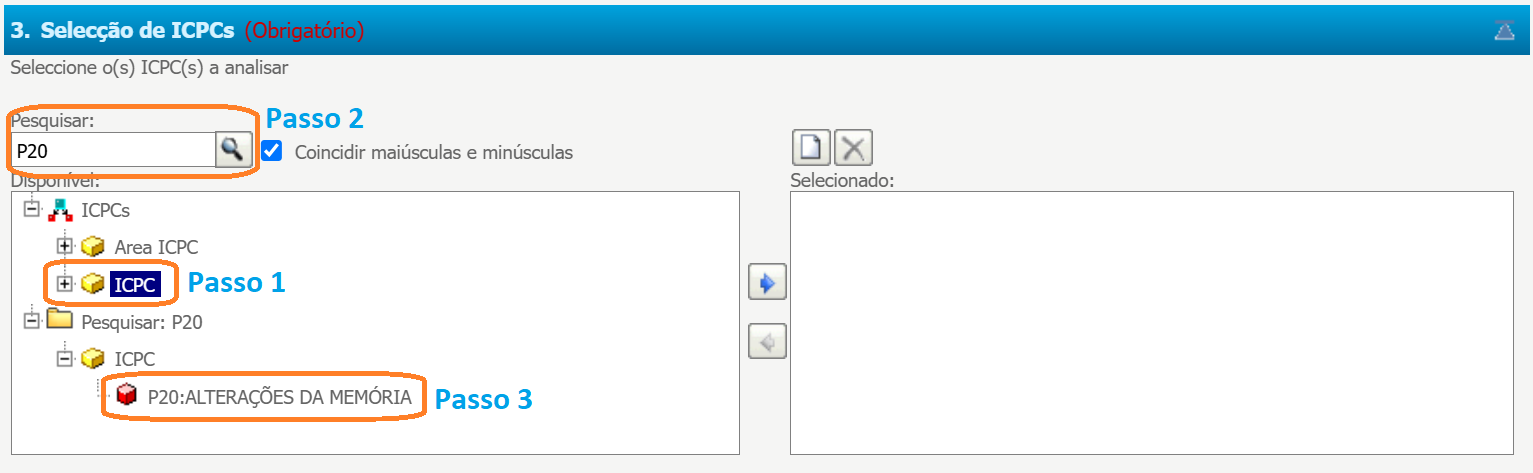 3. Selecção de ICPCs (Obrigatório)
Seleccione o(s) ICPC(s) a analisar
Pesquisar:
Passo 2
P20
Coincidir maiúsculas e minúsculas
Disponível:
Selecionado:
ICPCs
Area ICPC
ICPC
Passo 1
Pesquisar: P20
ICPC
P20:ALTERAÇÕES DA MEMÓRIA
Passo 3